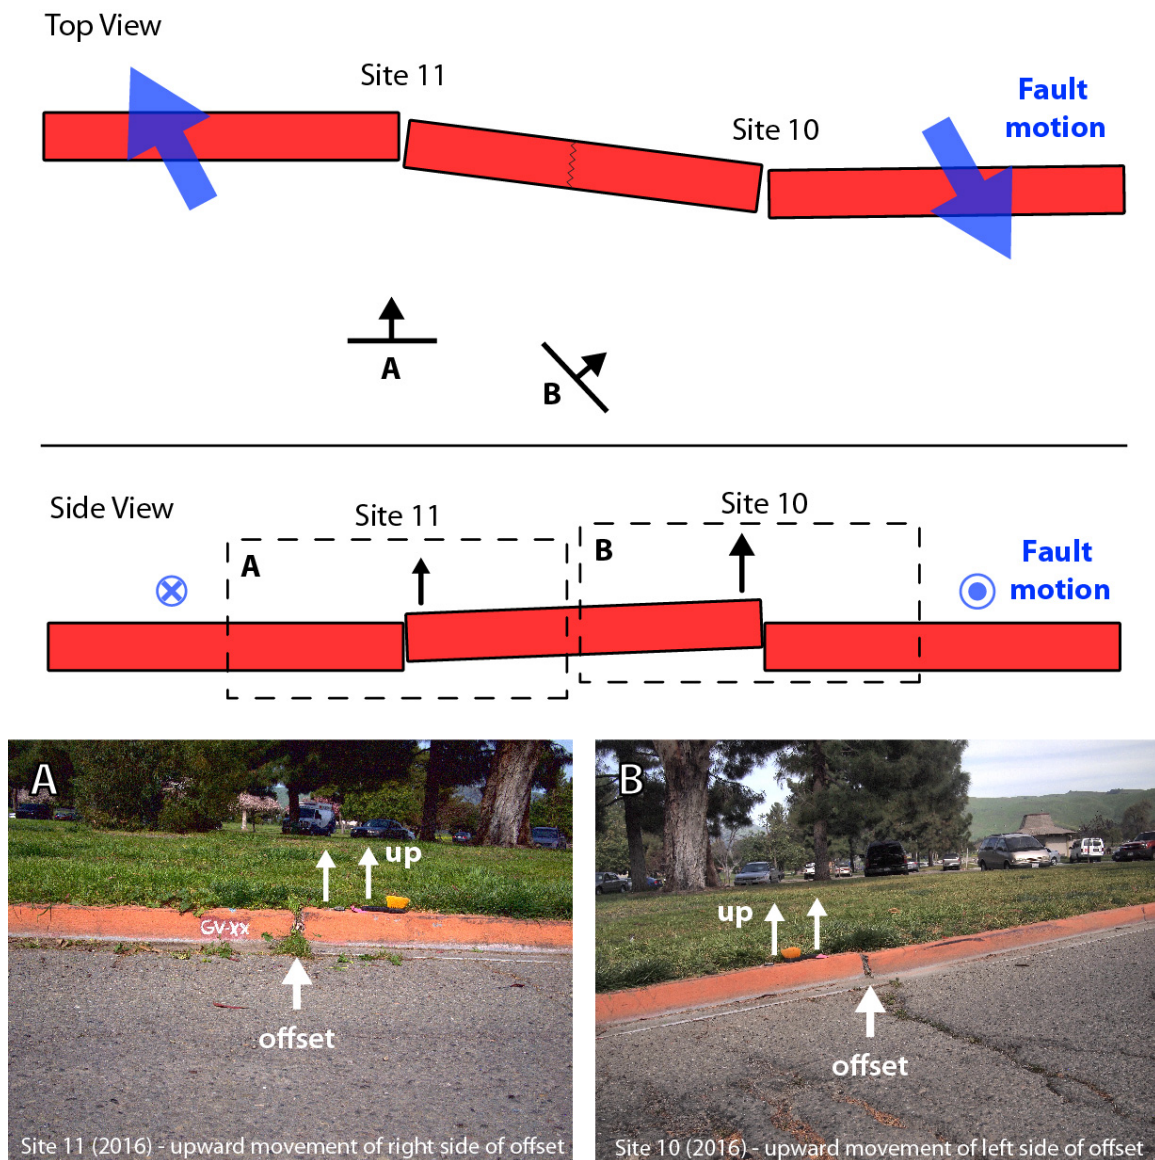 Top View
Site 11
Site 10
Fault
motion
A
B
Side View
Site 11
Site 10
A
B
Fault
motion
A
up
GV-XX
offset
Site 11 (2016) - upward movement of right side of offset
B
up
offset
Site 10 (2016) - upward movement of left side of offset